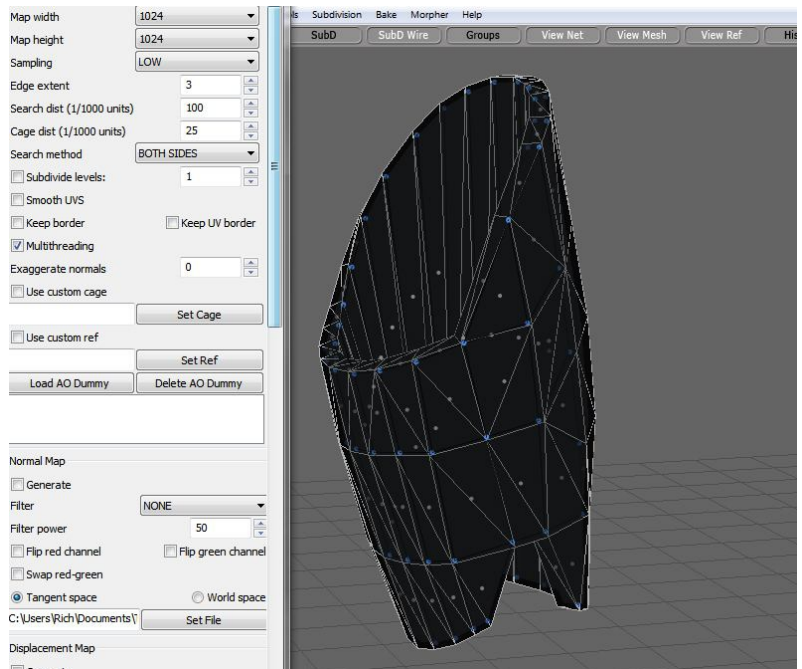 Map width 1024
Map height 1024
Sampling LOW
Edge extent 3
Search dist (1/1000 units) 100
Cage dist (1/1000 units) 25
Search method BOTH SIDES
Subdivide levels: 1
Smooth UVS
Keep border Keep UV border
Multithreading
Exaggerate normals 0
Use custom cage
Set Cage
Use custom ref
Set Ref
Load AO Dummy Delete AO Dummy
Normal Map
Generate
Filter NONE
Filter power 50
Flip red channel Flip green channel
Swap red-green
Tangent space World space
C:\Users\Rich\Documents\ Set File
Displacement Map
Subdivision Bake Morpher Help
SubD SubD Wire Groups View Net View Mesh View Ref His